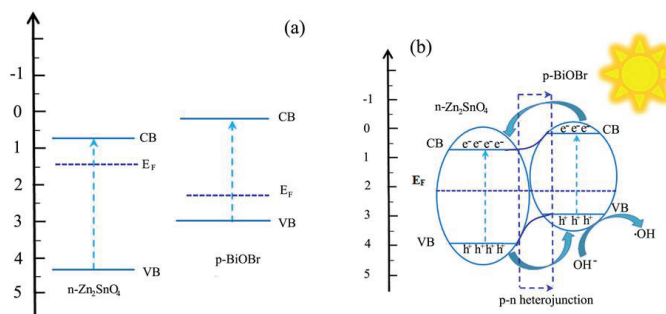 (a)
-1
0
1
2
3
4
5
CB
E_F
VB
n-Zn₂SnO₄
CB
E_F
VB
p-BiOBr
(b)
p-BiOBr
n-Zn₂SnO₄
-1
0
1
2
3
4
5
CB
e⁻ e⁻ e⁻ e⁻
e⁻ e⁻ e⁻
CB
E_F
VB
h⁺ h⁺ h⁺ h⁺
h⁺ h⁺ h⁺
VB
·OH
OH⁻
p-n heterojunction